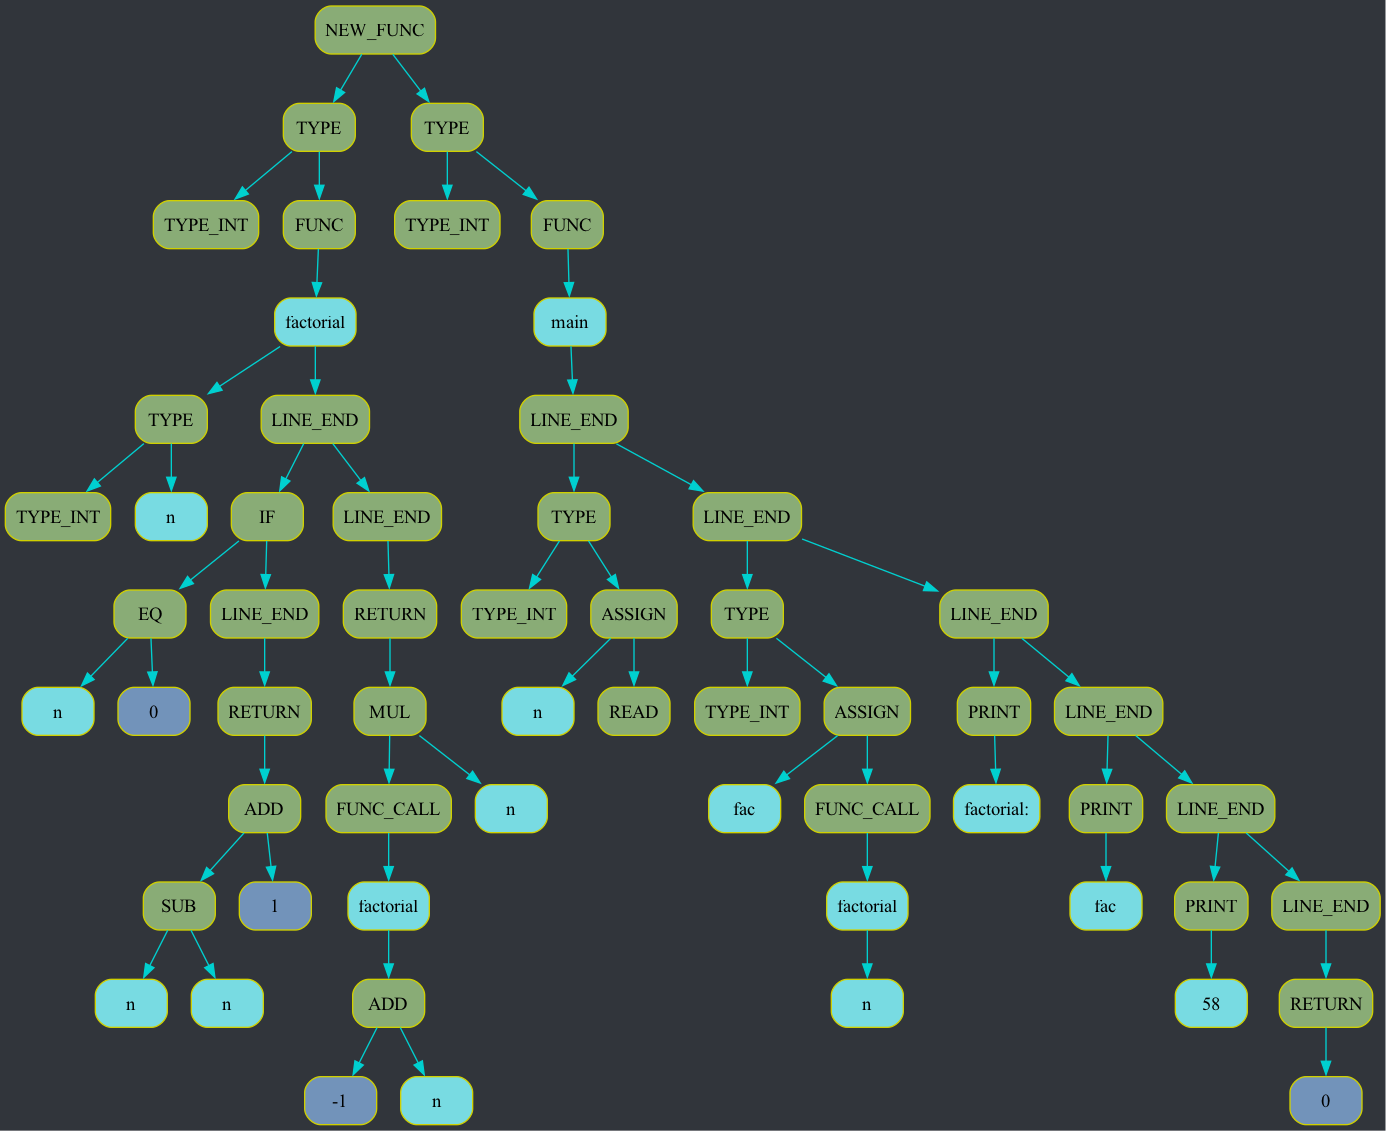 NEW_FUNC
TYPE TYPE
TYPE_INT FUNC TYPE_INT FUNC
factorial main
TYPE LINE_END LINE_END
TYPE_INT n IF LINE_END TYPE LINE_END
EQ LINE_END RETURN TYPE_INT ASSIGN TYPE LINE_END
n 0 RETURN MUL n READ TYPE_INT ASSIGN PRINT LINE_END
ADD FUNC_CALL n fac FUNC_CALL factorial: PRINT LINE_END
SUB 1 factorial factorial fac PRINT LINE_END
n n ADD n 58 RETURN
-1 n 0